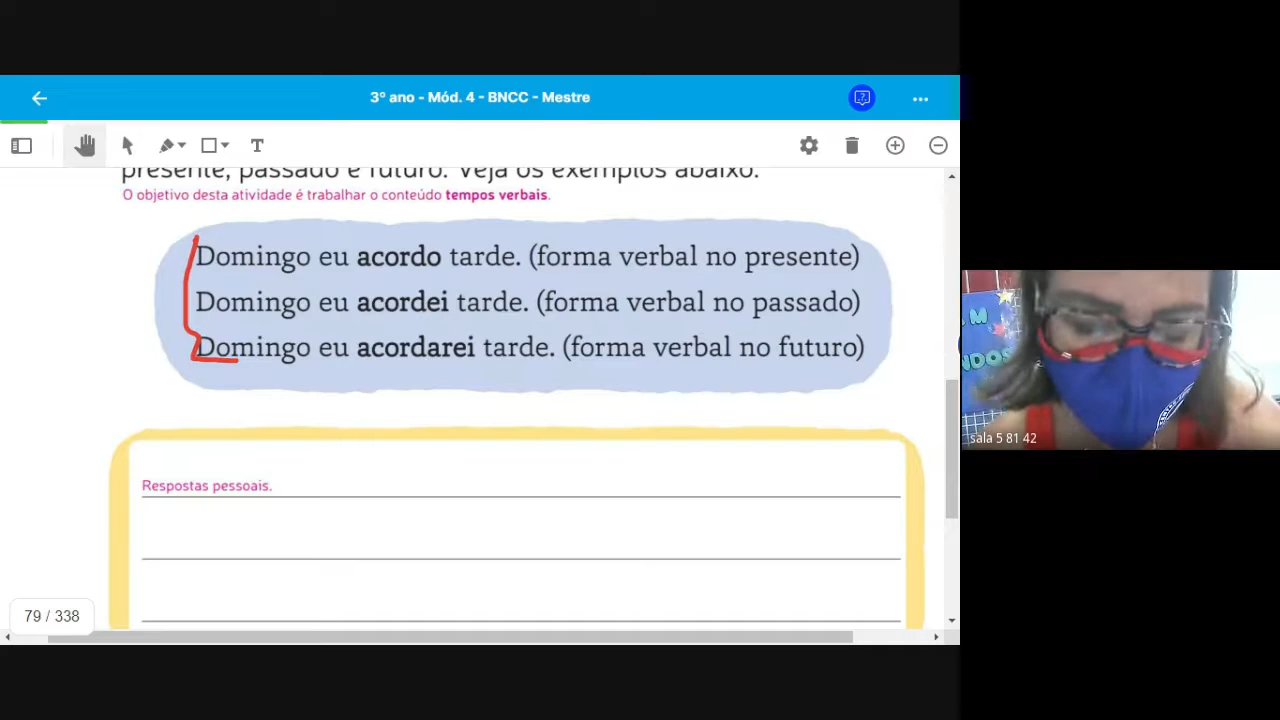 3º ano - Mód. 4 - BNCC - Mestre
T
presente, passado e futuro. Veja os exemplos abaixo.
O objetivo desta atividade é trabalhar o conteúdo tempos verbais.
Domingo eu acordo tarde. (forma verbal no presente)
Domingo eu acordei tarde. (forma verbal no passado)
Domingo eu acordarei tarde. (forma verbal no futuro)
Respostas pessoais.
79 / 338
M
NDOS
sala 5 81 42